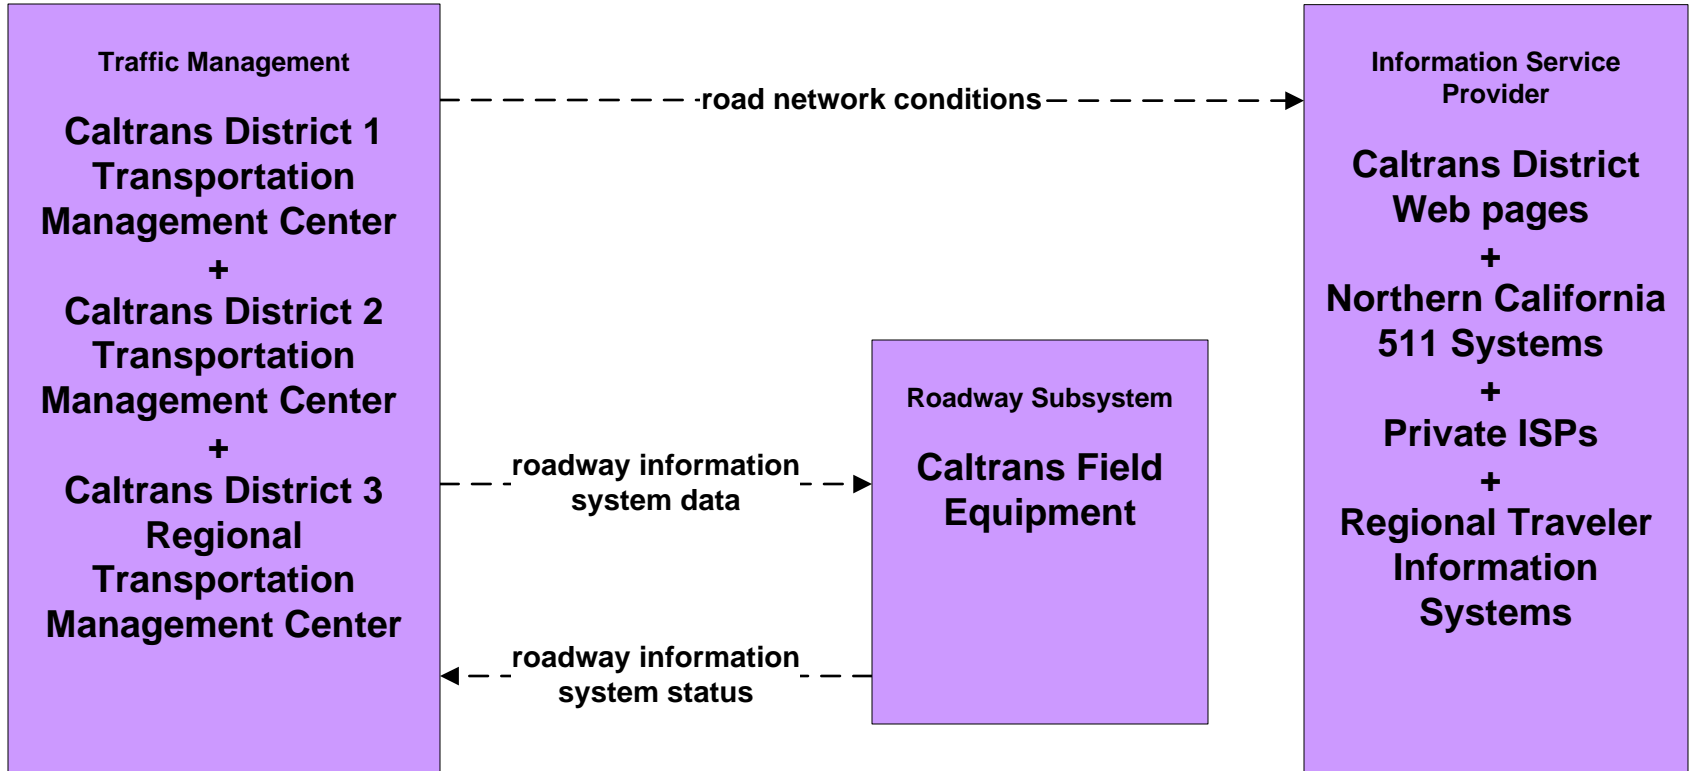 Traffic Management
Caltrans District 1
Transportation
Management Center
+
Caltrans District 2
Transportation
Management Center
+
Caltrans District 3
Regional
Transportation
Management Center
road network conditions
roadway information
system data
roadway information
system status
Roadway Subsystem
Caltrans Field
Equipment
Information Service
Provider
Caltrans District
Web pages
+
Northern California
511 Systems
+
Private ISPs
+
Regional Traveler
Information
Systems